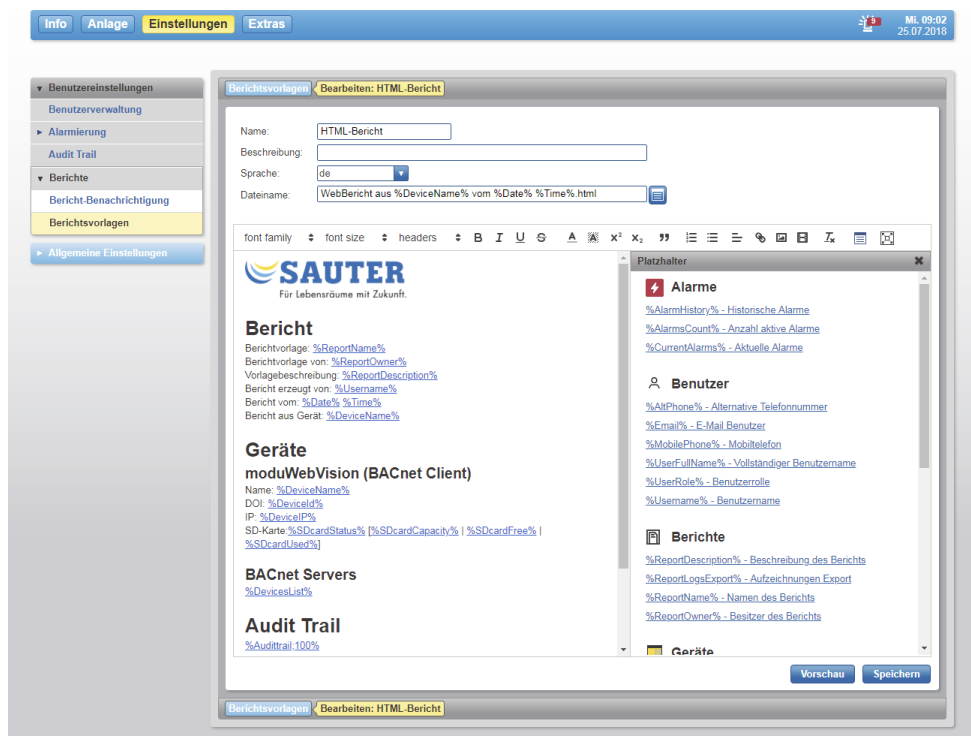 Info Anlage Einstellungen Extras
9
Mi. 09:02
25.07.2018
Benutzereinstellungen
Benutzerverwaltung
Alarmierung
Audit Trail
Berichte
Bericht-Benachrichtigung
Berichtsvorlagen
Allgemeine Einstellungen
Berichtsvorlagen Bearbeiten: HTML-Bericht
Name: HTML-Bericht
Beschreibung:
Sprache: de
Dateiname: WebBericht aus %DeviceName% vom %Date% %Time%.html
font family font size headers B I U S A A x² x₂ Tx
SAUTER
Für Lebensräume mit Zukunft.
Bericht
Berichtvorlage: %ReportName%
Berichtvorlage von: %ReportOwner%
Vorlagebeschreibung: %ReportDescription%
Bericht erzeugt von: %Username%
Bericht vom: %Date% %Time%
Bericht aus Gerät: %DeviceName%
Geräte
moduWebVision (BACnet Client)
Name: %DeviceName%
DOI: %DeviceId%
IP: %DeviceIP%
SD-Karte:%SDcardStatus% [%SDcardCapacity% | %SDcardFree% |
%SDcardUsed%]
BACnet Servers
%DevicesList%
Audit Trail
%Audittrail;100%
Platzhalter
Alarme
%AlarmHistory% - Historische Alarme
%AlarmsCount% - Anzahl aktive Alarme
%CurrentAlarms% - Aktuelle Alarme
Benutzer
%AltPhone% - Alternative Telefonnummer
%Email% - E-Mail Benutzer
%MobilePhone% - Mobiltelefon
%UserFullName% - Vollständiger Benutzername
%UserRole% - Benutzerrolle
%Username% - Benutzername
Berichte
%ReportDescription% - Beschreibung des Berichts
%ReportLogsExport% - Aufzeichnungen Export
%ReportName% - Namen des Berichts
%ReportOwner% - Besitzer des Berichts
Geräte
Vorschau Speichern
Berichtsvorlagen Bearbeiten: HTML-Bericht